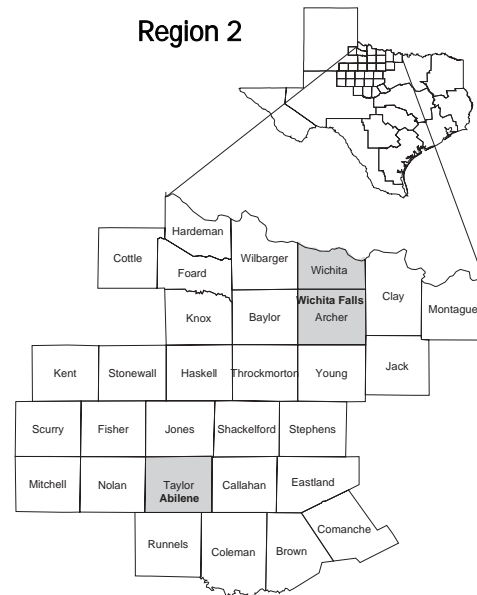 Region 2
Hardeman
Cottle
Wilbarger
Foard
Wichita
Wichita Falls
Archer
Clay
Montague
Knox
Baylor
Kent
Stonewall
Haskell
Throckmorton
Young
Jack
Scurry
Fisher
Jones
Shackelford
Stephens
Mitchell
Nolan
Taylor
Abilene
Callahan
Eastland
Runnels
Coleman
Brown
Comanche